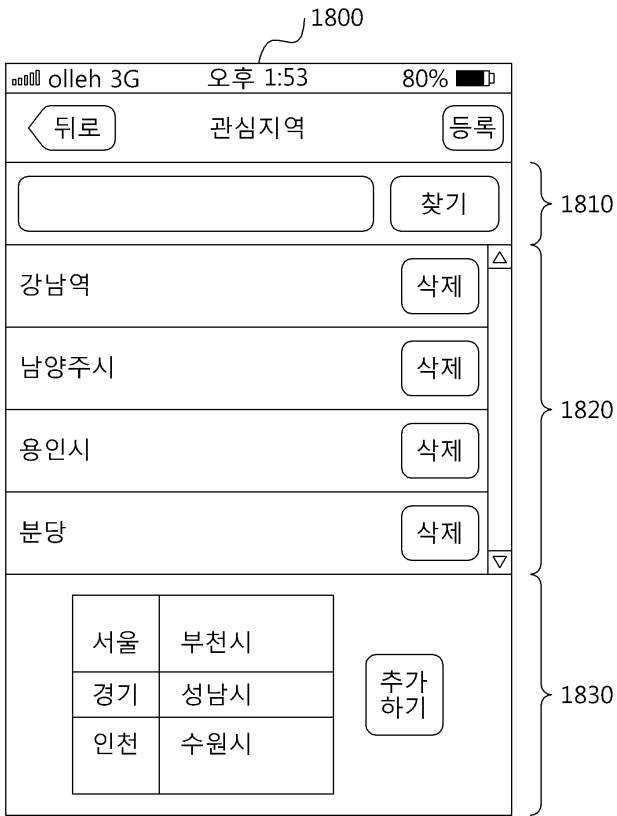 1800
olleh 3G 오후 1:53 80%
뒤로 관심지역 등록
찾기 1810
강남역 삭제
남양주시 삭제
1820
용인시 삭제
분당 삭제
서울 부천시
경기 성남시
인천 수원시
추가
하기
1830